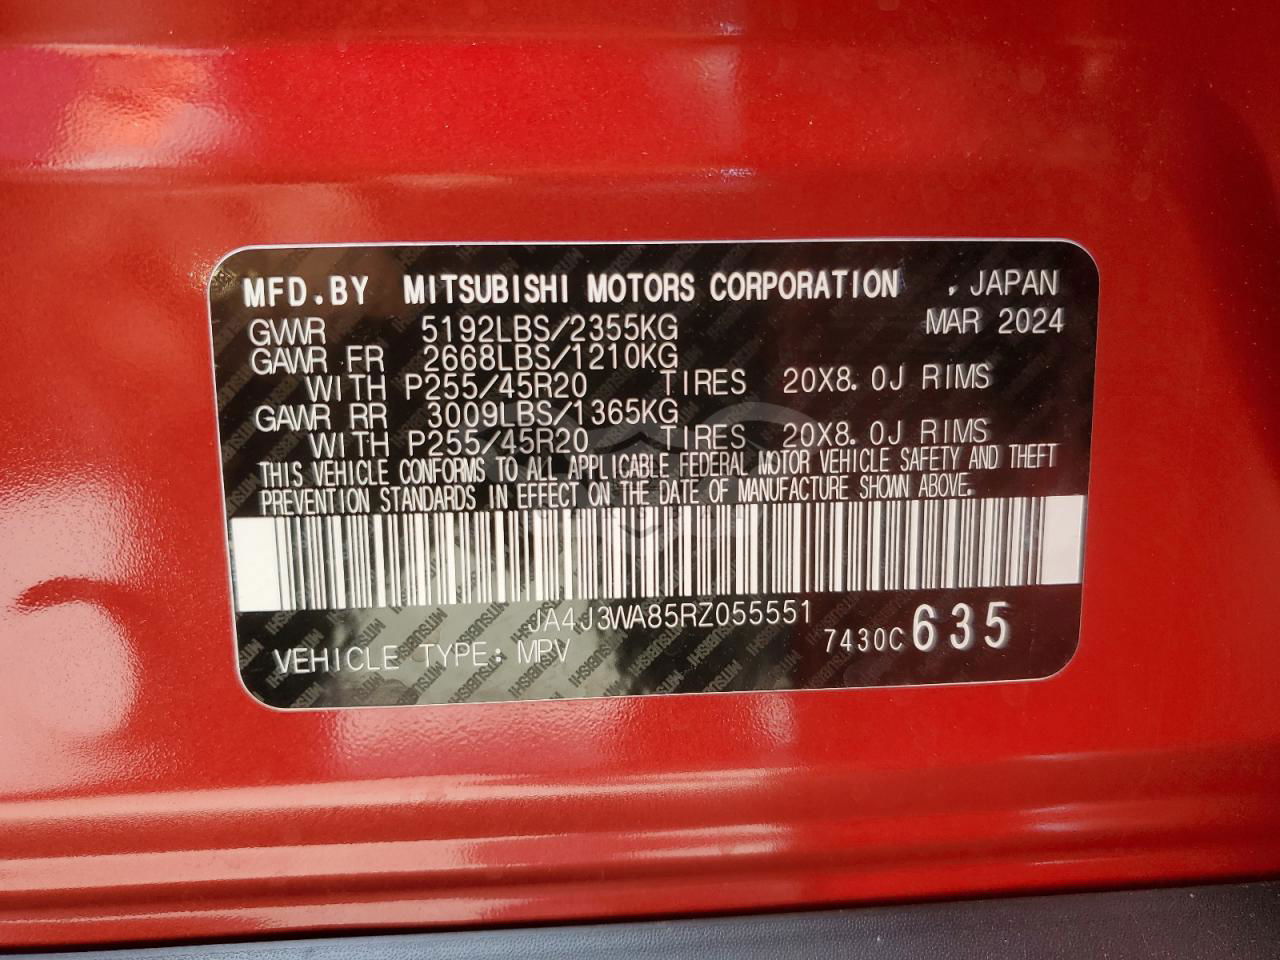 MFD.BY MITSUBISHI MOTORS CORPORATION , JAPAN
GVWR 5192LBS/2355KG MAR 2024
GAWR FR 2668LBS/1210KG
WITH P255/45R20 TIRES 20X8.0J RIMS
GAWR RR 3009LBS/1365KG
WITH P255/45R20 TIRES 20X8.0J RIMS
THIS VEHICLE CONFORMS TO ALL APPLICABLE FEDERAL MOTOR VEHICLE SAFETY AND THEFT
PREVENTION STANDARDS IN EFFECT ON THE DATE OF MANUFACTURE SHOWN ABOVE.
JA4J3WA85RZ055551
VEHICLE TYPE: MPV 7430C 635